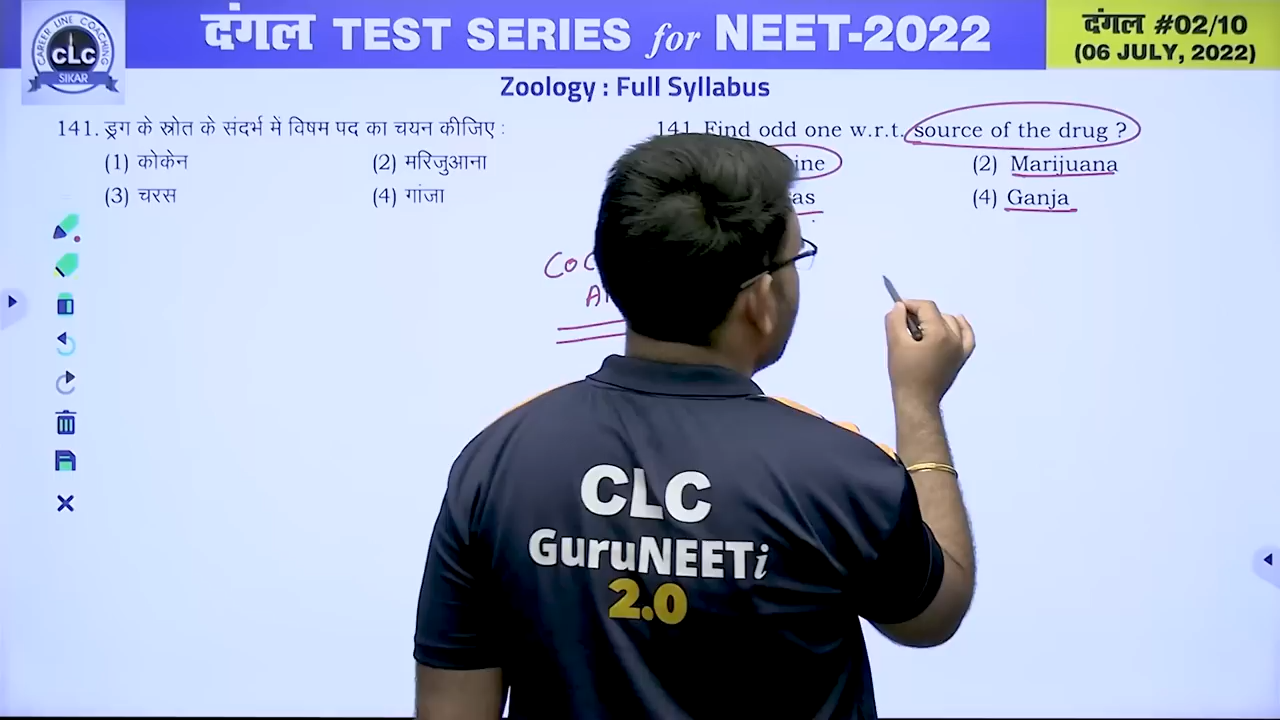 CAREER LINE COACHING
CLC
SIKAR
दंगल TEST SERIES for NEET-2022
दंगल #02/10
(06 JULY, 2022)
Zoology : Full Syllabus
141. ड्रग के स्रोत के संदर्भ में विषम पद का चयन कीजिए :
(1) कोकेन (2) मरिजुआना
(3) चरस (4) गांजा
141. Find odd one w.r.t. source of the drug ?
(2) Marijuana
(4) Ganja
CLC
GuruNEETi
2.0